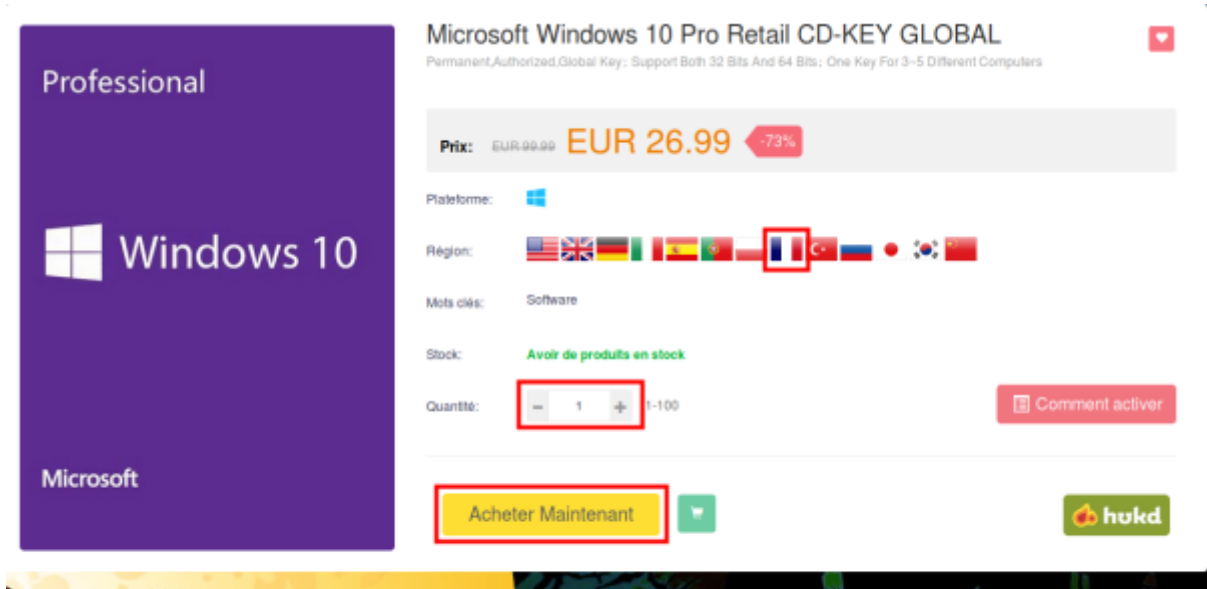 Microsoft Windows 10 Pro Retail CD-KEY GLOBAL
Permanent,Authorized,Global Key; Support Both 32 Bits And 64 Bits; One Key For 3-5 Different Computers
Professional
Windows 10
Microsoft
Prix: EUR 99.99 EUR 26.99 -73%
Plateforme:
Région:
Mots clés: Software
Stock: Avoir de produits en stock
Quantité: - 1 + 1-100
Comment activer
Acheter Maintenant
hukd